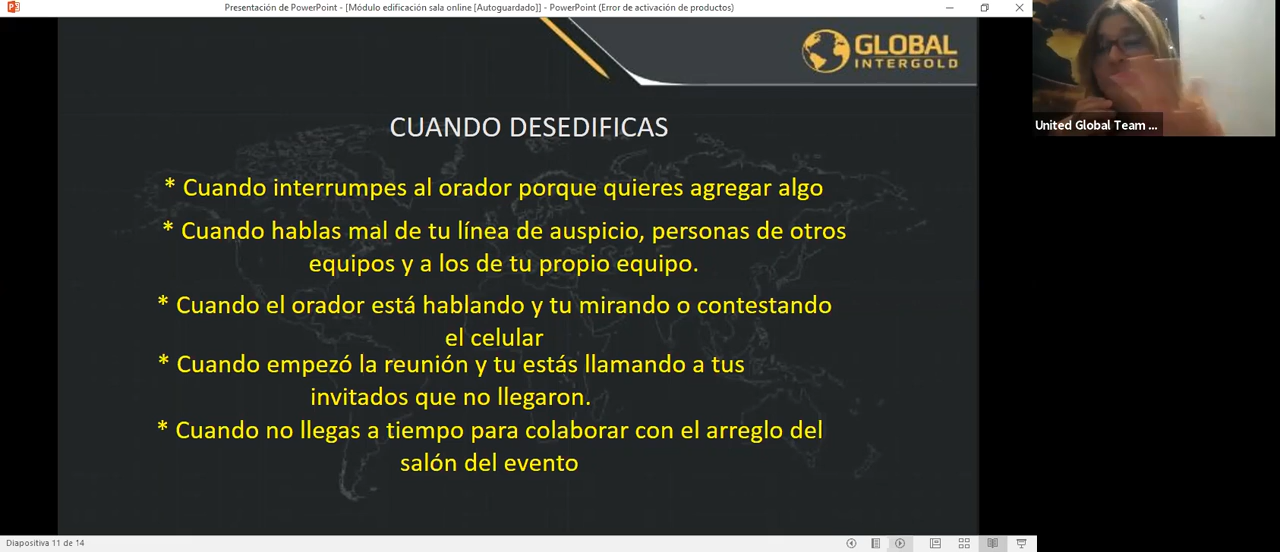 Presentación de PowerPoint - [Módulo edificación sala online [Autoguardado]] - PowerPoint (Error de activación de productos)
GLOBAL
INTERGOLD
United Global Team ...
CUANDO DESEDIFICAS
* Cuando interrumpes al orador porque quieres agregar algo
* Cuando hablas mal de tu línea de auspicio, personas de otros
equipos y a los de tu propio equipo.
* Cuando el orador está hablando y tu mirando o contestando
el celular
* Cuando empezó la reunión y tu estás llamando a tus
invitados que no llegaron.
* Cuando no llegas a tiempo para colaborar con el arreglo del
salón del evento
Diapositiva 11 de 14